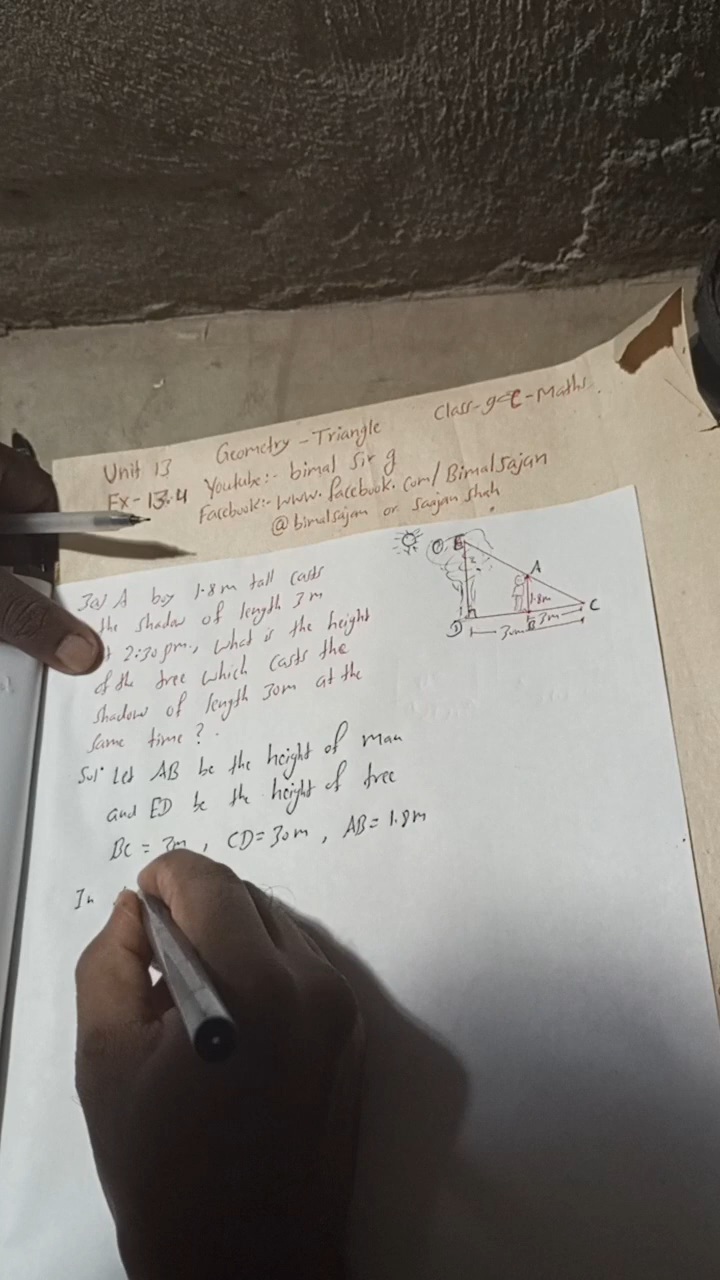 Unit 13 Geometry - Triangle Class-9 C-Maths.
Ex- 13.4 Youtube:- bimal Sir g
Facebook:- www.facebook.com/BimalSajan
@bimalsajan or Saajan Shah
3a) A boy 1.8m tall casts
the shadow of length 3m
at 2:30pm, what is the height
of the tree which casts the
shadow of length 30m at the
same time?
Solⁿ Let AB be the height of man
and ED be the height of tree
BC = 3m, CD = 30m, AB = 1.8m
In
E
A
1.8m
C
D
B
3m
30m